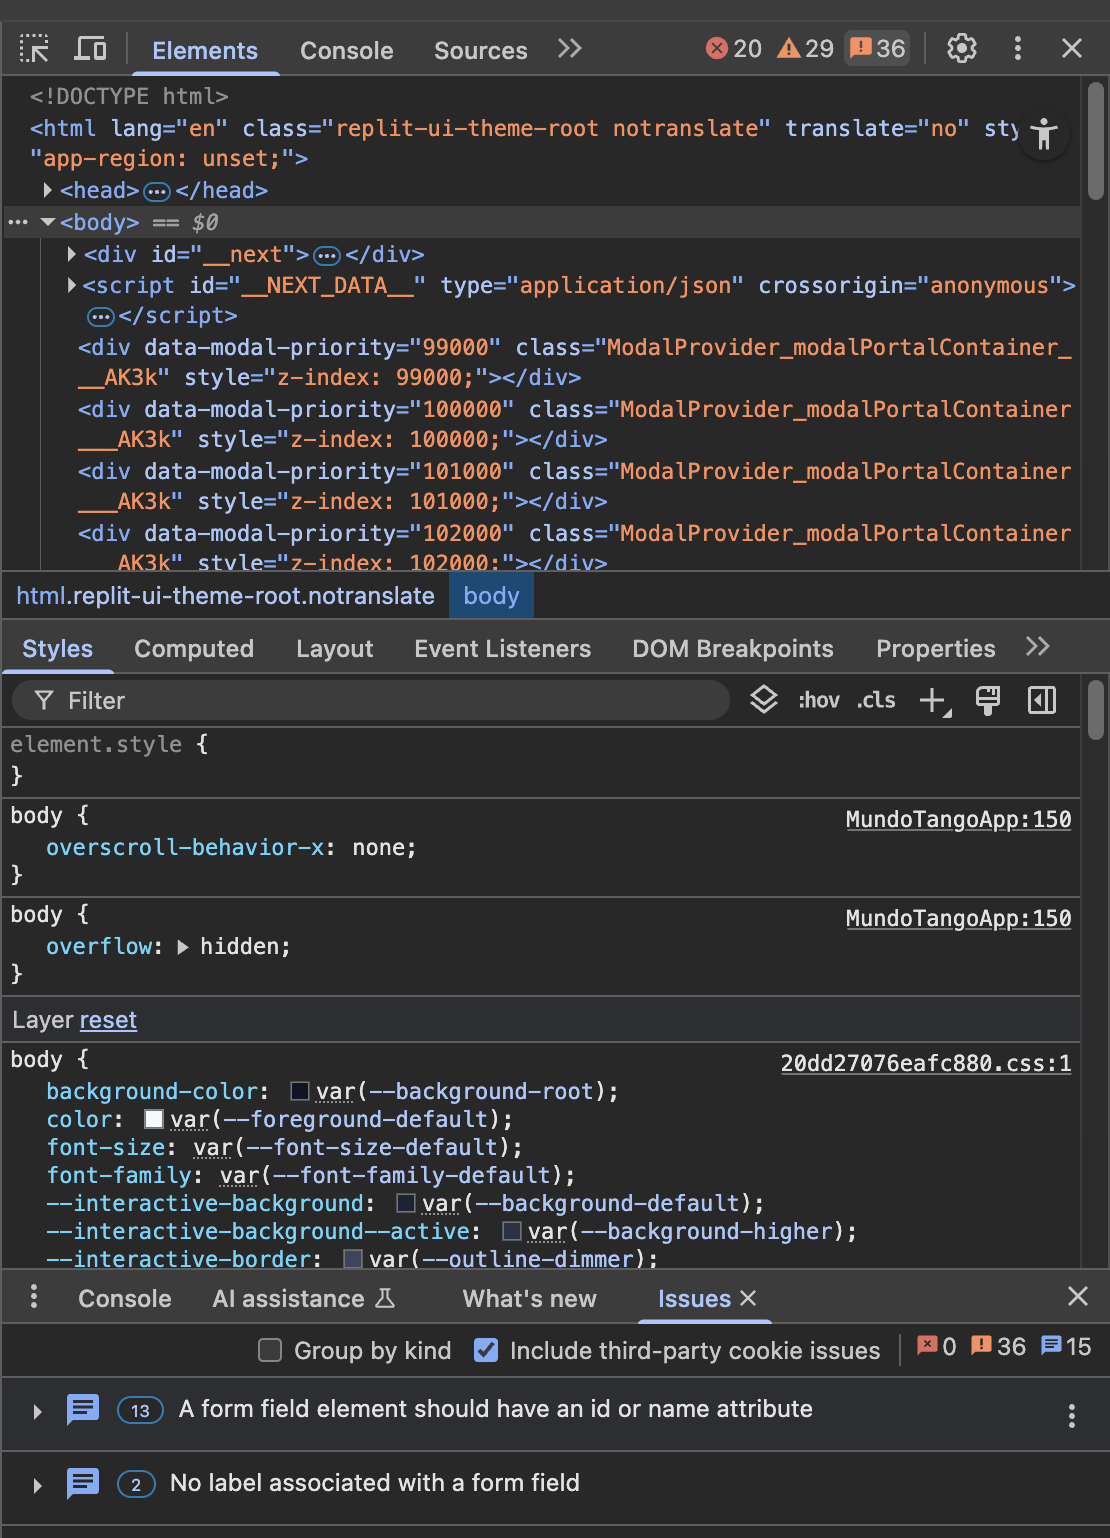 Elements Console Sources 20 29 36
<!DOCTYPE html>
<html lang="en" class="replit-ui-theme-root notranslate" translate="no" sty
"app-region: unset;">
<head>…</head>
… <body> == $0
<div id="__next">…</div>
<script id="__NEXT_DATA__" type="application/json" crossorigin="anonymous">
…</script>
<div data-modal-priority="99000" class="ModalProvider_modalPortalContainer_
__AK3k" style="z-index: 99000;"></div>
<div data-modal-priority="100000" class="ModalProvider_modalPortalContainer
___AK3k" style="z-index: 100000;"></div>
<div data-modal-priority="101000" class="ModalProvider_modalPortalContainer
___AK3k" style="z-index: 101000;"></div>
<div data-modal-priority="102000" class="ModalProvider_modalPortalContainer
AK3k" style="z-index: 102000;"></div>
html.replit-ui-theme-root.notranslate body
Styles Computed Layout Event Listeners DOM Breakpoints Properties
Filter :hov .cls
element.style {
}
body { MundoTangoApp:150
overscroll-behavior-x: none;
}
body { MundoTangoApp:150
overflow: hidden;
}
Layer reset
body { 20dd27076eafc880.css:1
background-color: var(--background-root);
color: var(--foreground-default);
font-size: var(--font-size-default);
font-family: var(--font-family-default);
--interactive-background: var(--background-default);
--interactive-background--active: var(--background-higher);
--interactive-border: var(--outline-dimmer);
Console AI assistance What's new Issues
Group by kind Include third-party cookie issues 0 36 15
13 A form field element should have an id or name attribute
2 No label associated with a form field